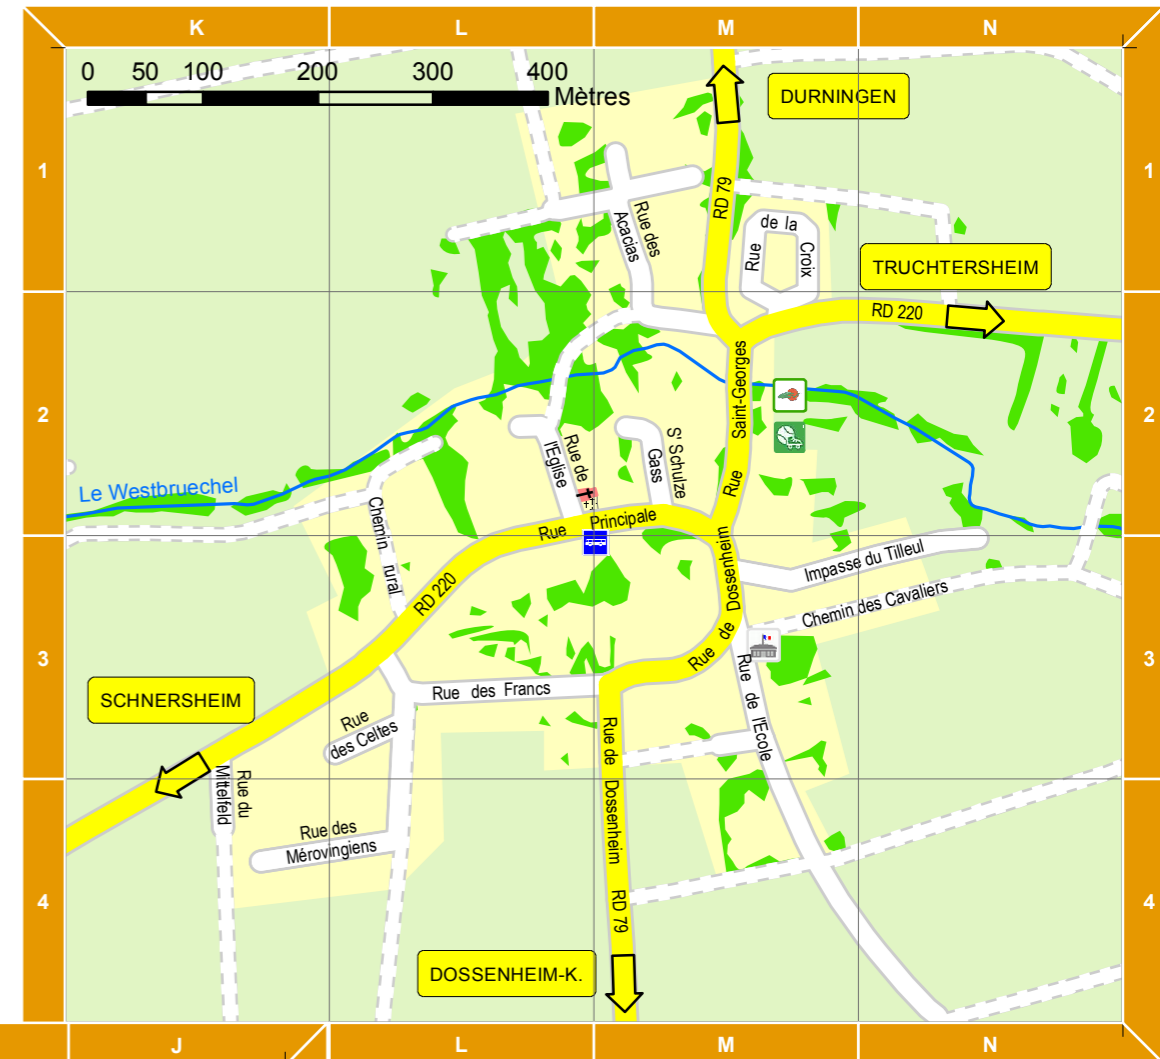 K L M N
0 50 100 200 300 400
Mètres
DURNINGEN
1 1
RD 79
Rue des
Acacias
Rue de la Croix
TRUCHTERSHEIM
RD 220
2 2
Rue Saint-Georges
Rue de
l'Eglise
S' Schulze
Gass
Le Westbruechel
Chemin rural
Rue Principale
Rue de Dossenheim
Impasse du Tilleul
Chemin des Cavaliers
RD 220
3 3
Rue des Francs
Rue de l'Ecole
SCHNERSHEIM
Rue
des Celtes
Rue du
Mittelfeld
Rue des
Mérovingiens
Rue de Dossenheim RD 79
4 4
DOSSENHEIM-K.
J L M N